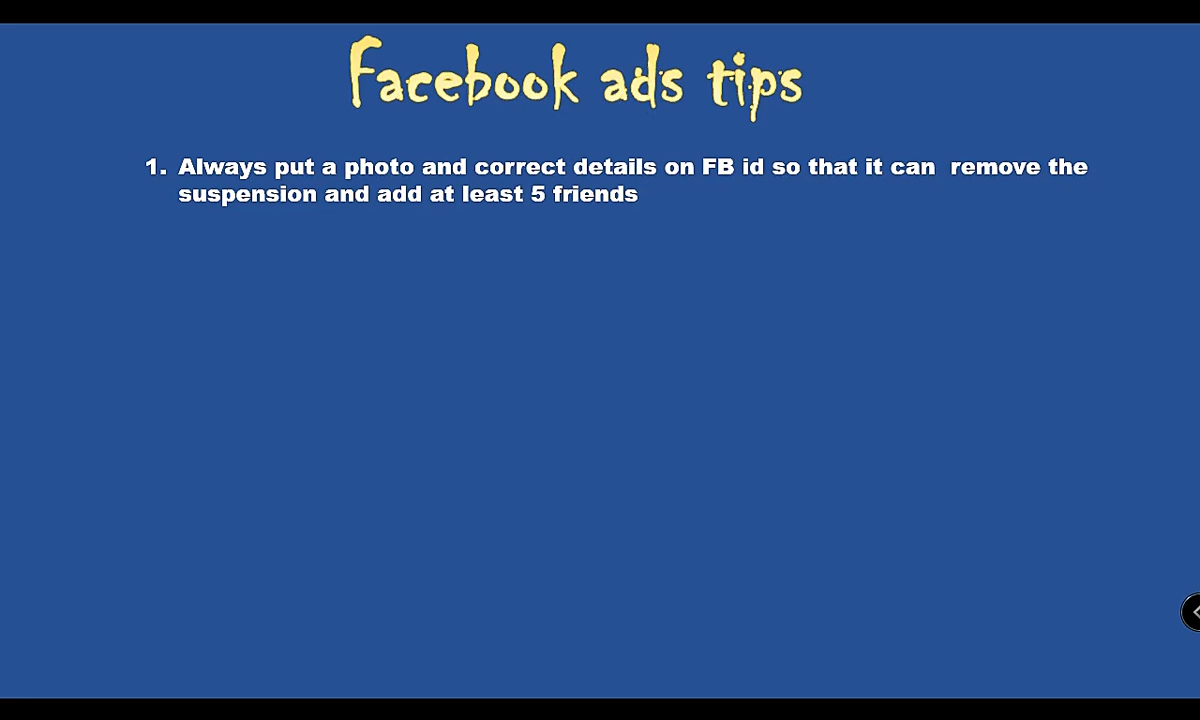 Facebook ads tips
1. Always put a photo and correct details on FB id so that it can  remove the
suspension and add at least 5 friends